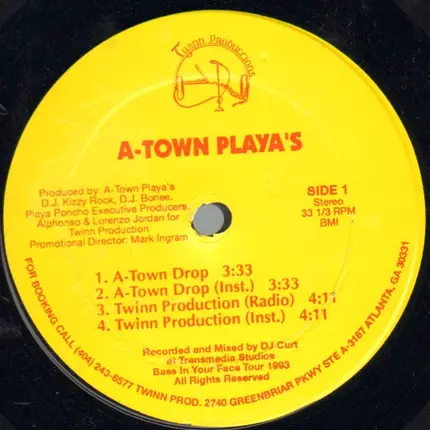 Twinn Productions
A-TOWN PLAYA'S
Produced by: A-Town Playa's
D.J. Kizzy Rock, D.J. Bonee.
Playa Poncho Executive Producers.
Alphonso & Lorenzo Jordan for
Twinn Production
Promotional Director: Mark Ingram
SIDE 1
Stereo
33 1/3 RPM
BMI
1. A-Town Drop 3:33
2. A-Town Drop (Inst.) 3:33
3. Twinn Production (Radio) 4:11
4. Twinn Production (Inst.) 4:11
Recorded and Mixed by DJ Curt
at Transmedia Studios
Bass In Your Face Tour 1993
All Rights Reserved
FOR BOOKING CALL (404) 243-6577 TWINN PROD. 2740 GREENBRIAR PKWY STE A-3167 ATLANTA, GA 30331